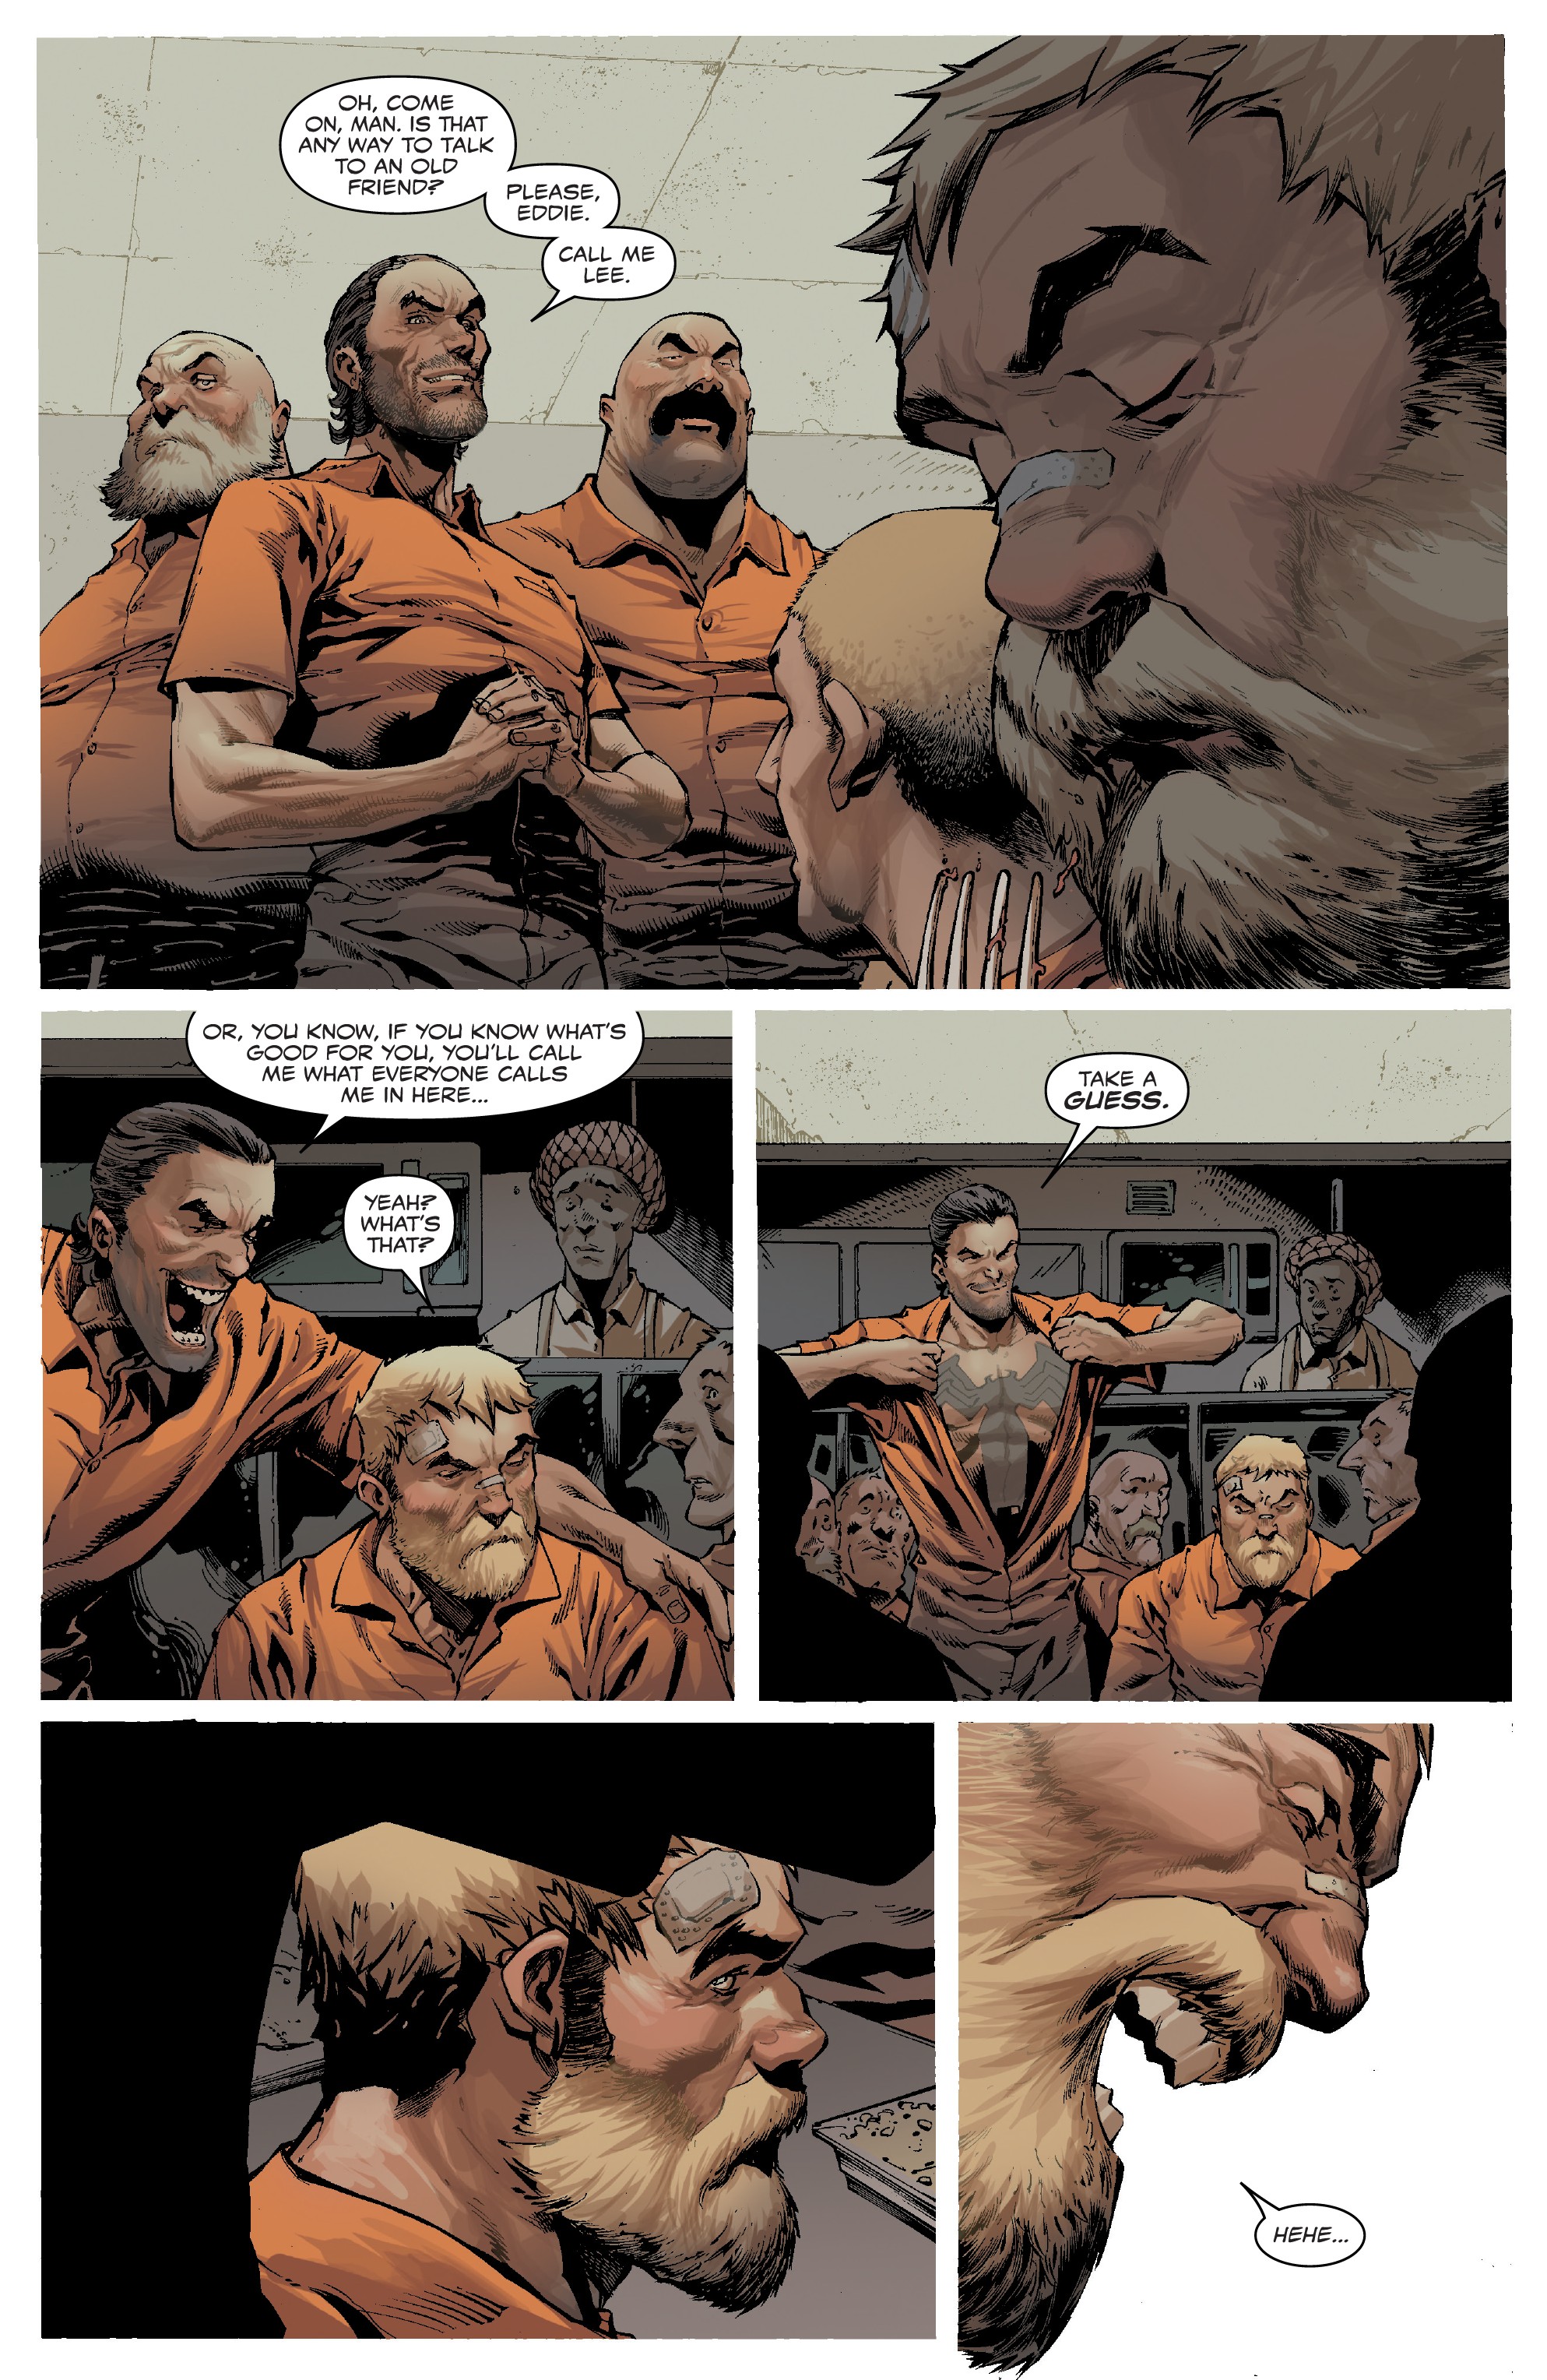 OH, COME
ON, MAN. IS THAT
ANY WAY TO TALK
TO AN OLD
FRIEND?
PLEASE,
EDDIE.
CALL ME
LEE.
OR, YOU KNOW, IF YOU KNOW WHAT'S
GOOD FOR YOU, YOU'LL CALL
ME WHAT EVERYONE CALLS
ME IN HERE...
YEAH?
WHAT'S
THAT?
TAKE A
GUESS.
HEHE...